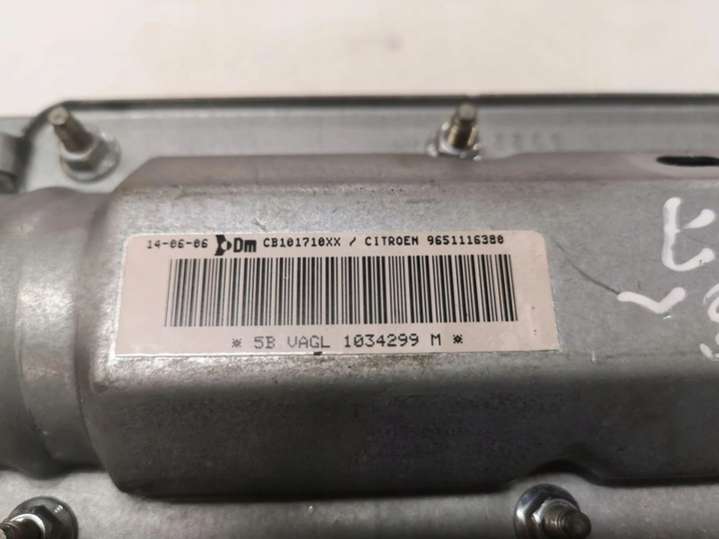 14-06-06 Dm CB101710XX / CITROEN 9651116380
* 5B VAGL 1034299 M *